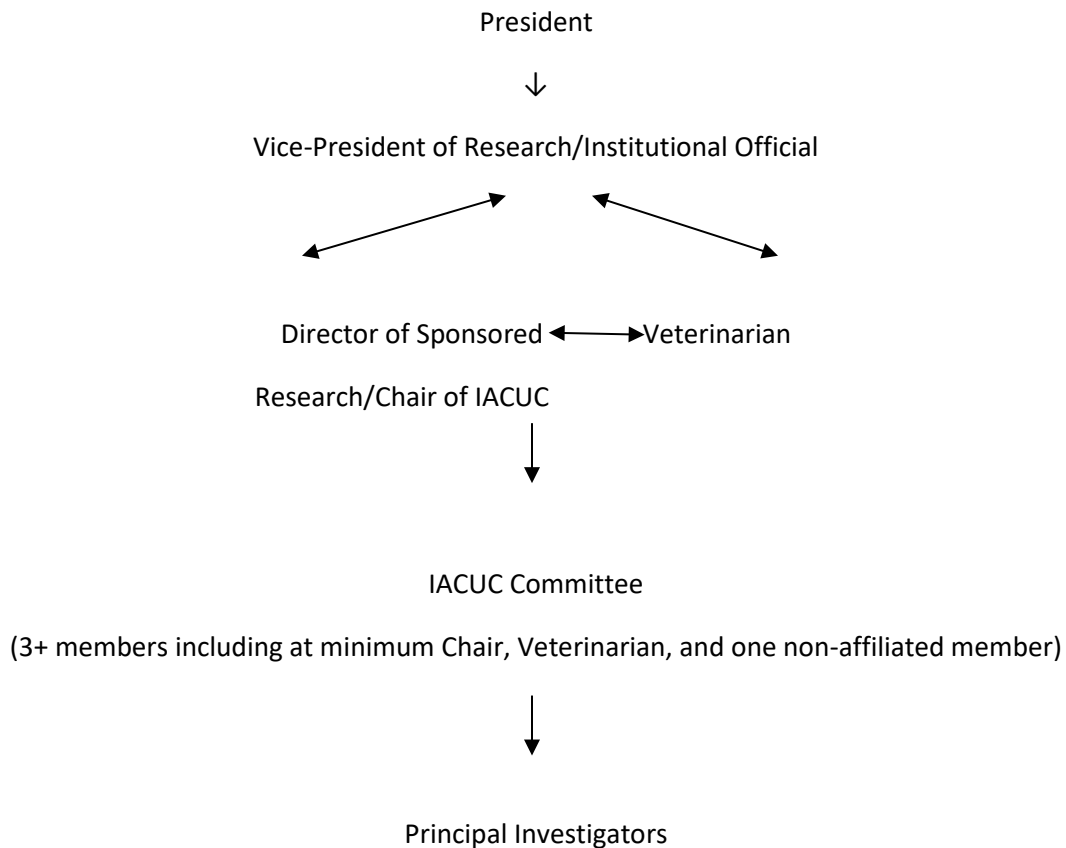 President
↓
Vice-President of Research/Institutional Official
Director of Sponsored Veterinarian
Research/Chair of IACUC
IACUC Committee
(3+ members including at minimum Chair, Veterinarian, and one non-affiliated member)
Principal Investigators